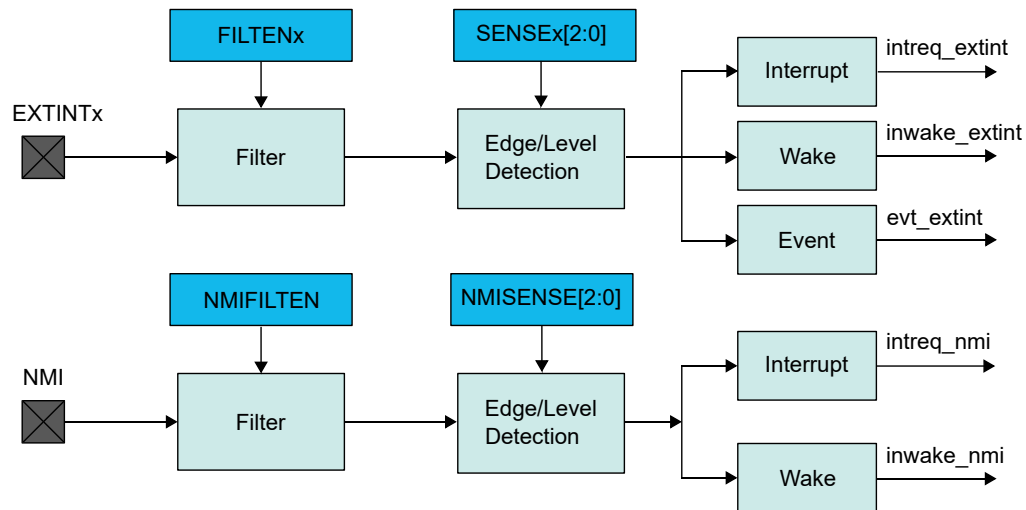 FILTENx
SENSEx[2:0]
EXTINTx
Filter
Edge/Level
Detection
Interrupt
intreq_extint
Wake
inwake_extint
Event
evt_extint
NMIFILTEN
NMISENSE[2:0]
NMI
Filter
Edge/Level
Detection
Interrupt
intreq_nmi
Wake
inwake_nmi